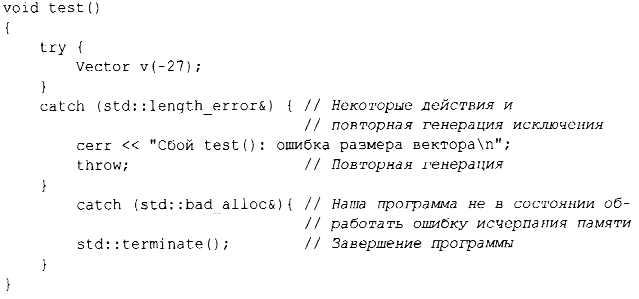 void test()
{
    try {
        Vector v(-27);
    }
    catch (std::length_error&) { // Некоторые действия и
                                 // повторная генерация исключения
        cerr << "Сбой test(): ошибка размера вектора\n";
        throw;                   // Повторная генерация
    }
        catch (std::bad_alloc&){ // Наша программа не в состоянии об-
                                 // работать ошибку исчерпания памяти
        std::terminate();        // Завершение программы
    }
}